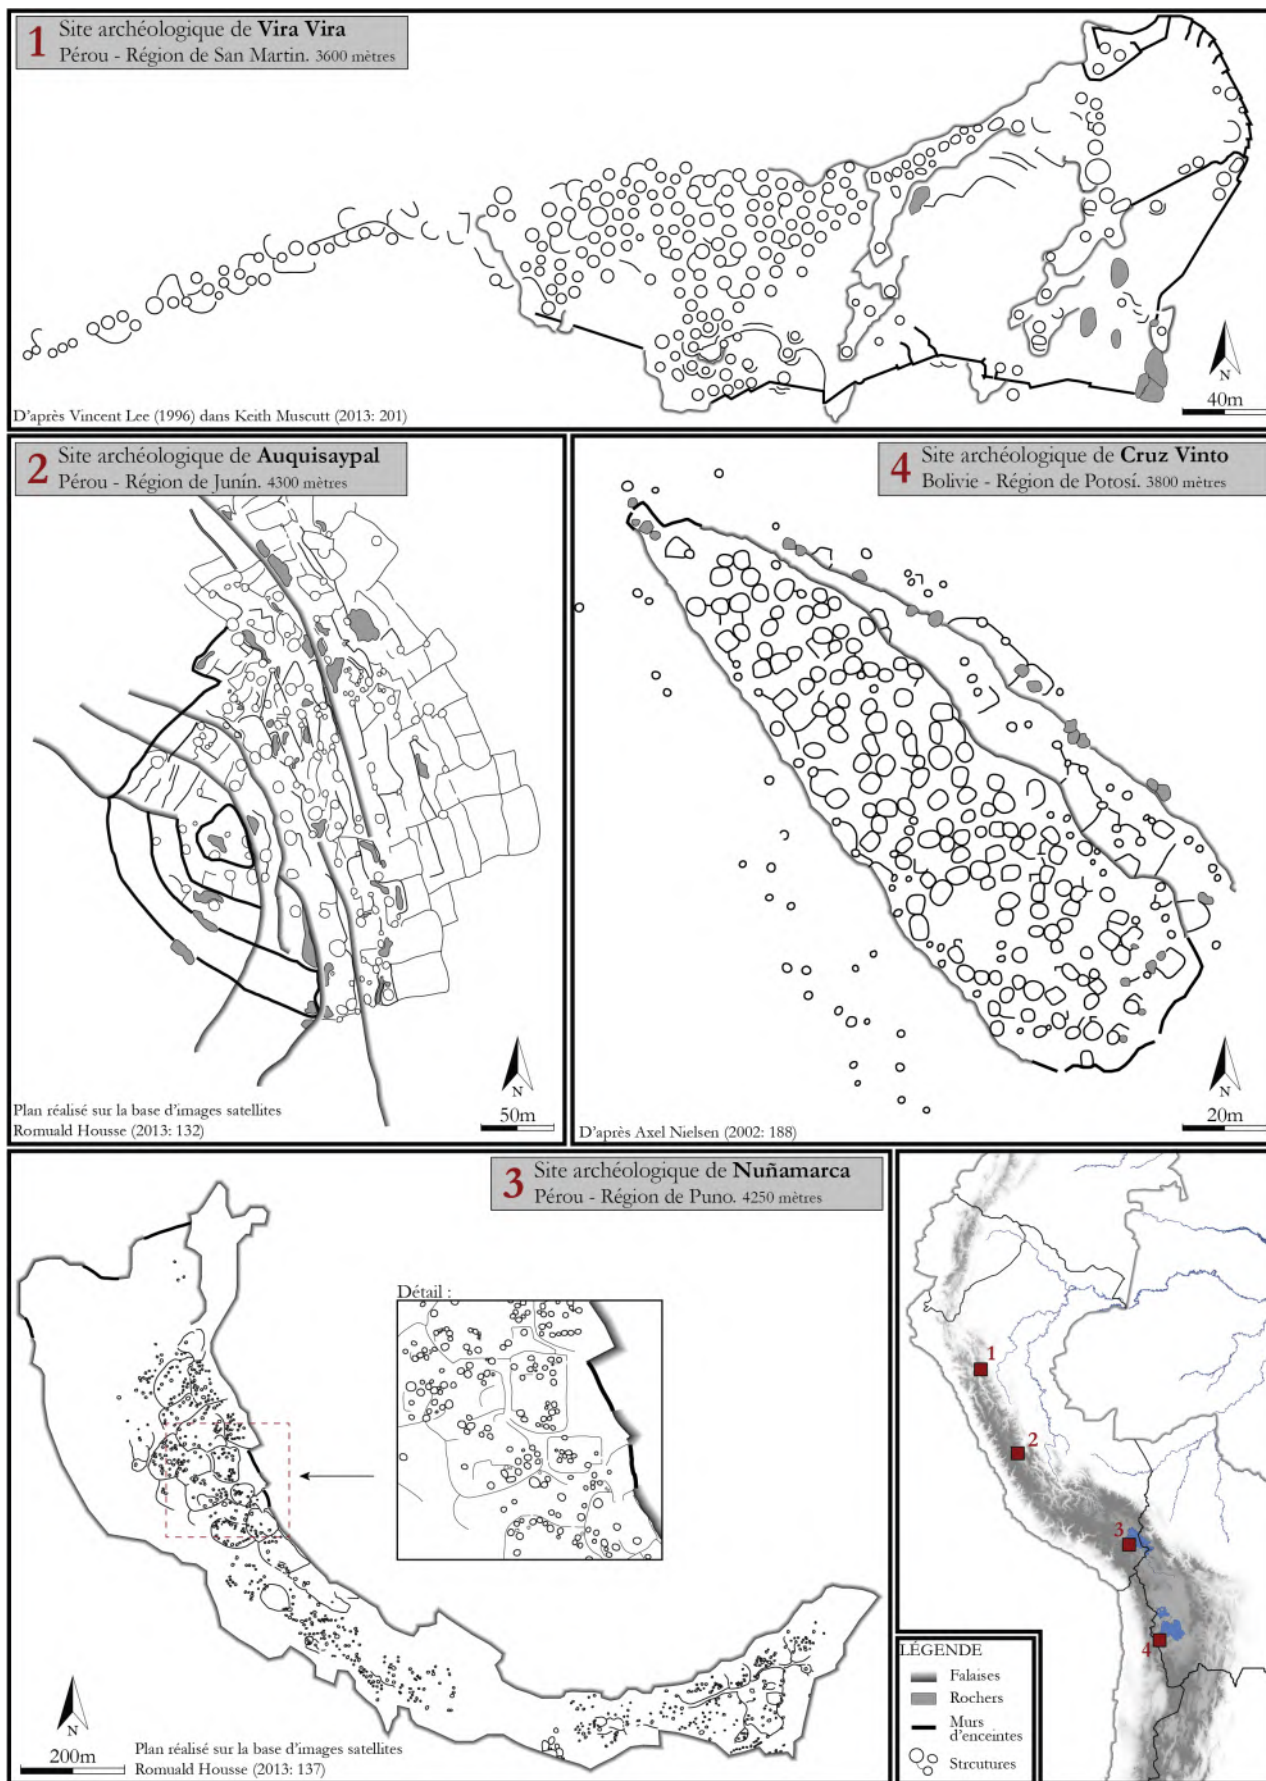 1 Site archéologique de Vira Vira
Pérou - Région de San Martin. 3600 mètres
N
40m
D'après Vincent Lee (1996) dans Keith Muscutt (2013: 201)
2 Site archéologique de Auquisaypal
Pérou - Région de Junín. 4300 mètres
N
50m
Plan réalisé sur la base d'images satellites
Romuald Housse (2013: 132)
4 Site archéologique de Cruz Vinto
Bolivie - Région de Potosí. 3800 mètres
N
20m
D'après Axel Nielsen (2002: 188)
3 Site archéologique de Nuñamarca
Pérou - Région de Puno. 4250 mètres
Détail :
N
200m
Plan réalisé sur la base d'images satellites
Romuald Housse (2013: 137)
1
2
3
4
LÉGENDE
Falaises
Rochers
Murs
d'enceintes
Strcutures